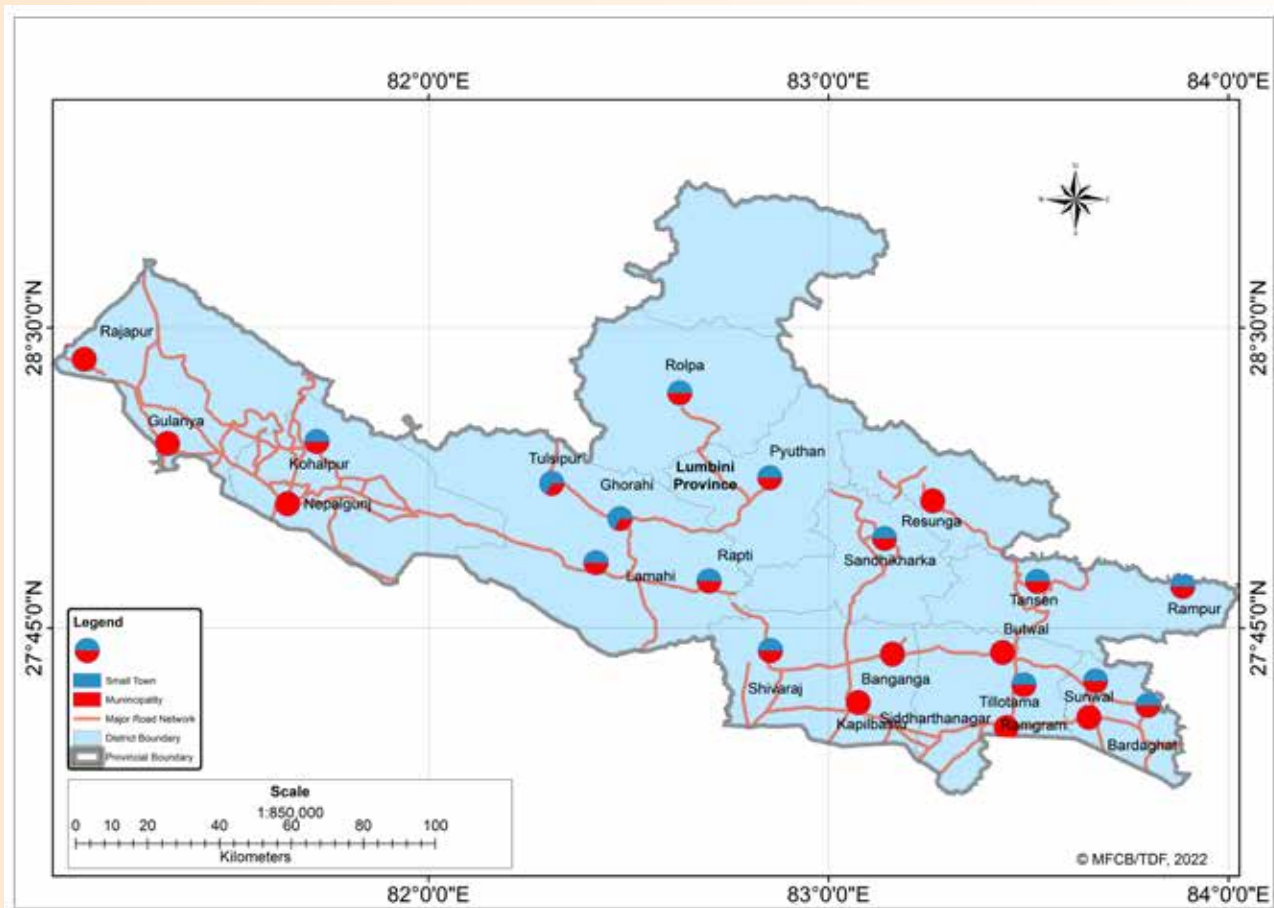 82°0'0"E
83°0'0"E
84°0'0"E
28°30'0"N
28°30'0"N
27°45'0"N
27°45'0"N
N
Rajapur
Rolpa
Gulariya
Kohalpur
Tulsipur
Pyuthan
Lumbini
Province
Ghorahi
Nepalgunj
Resunga
Sandhikharka
Rapti
Lamahi
Tansen
Rampur
Butwal
Shivaraj
Banganga
Tillotama
Sunwal
Kapilbastu
Siddharthanagar
Ramgram
Bardaghat
Legend
Small Town
Municopality
Major Road Network
District Boundary
Provincial Boundary
Scale
1:850,000
0 10 20 40 60 80 100
Kilometers
© MFCB/TDF, 2022
82°0'0"E
83°0'0"E
84°0'0"E